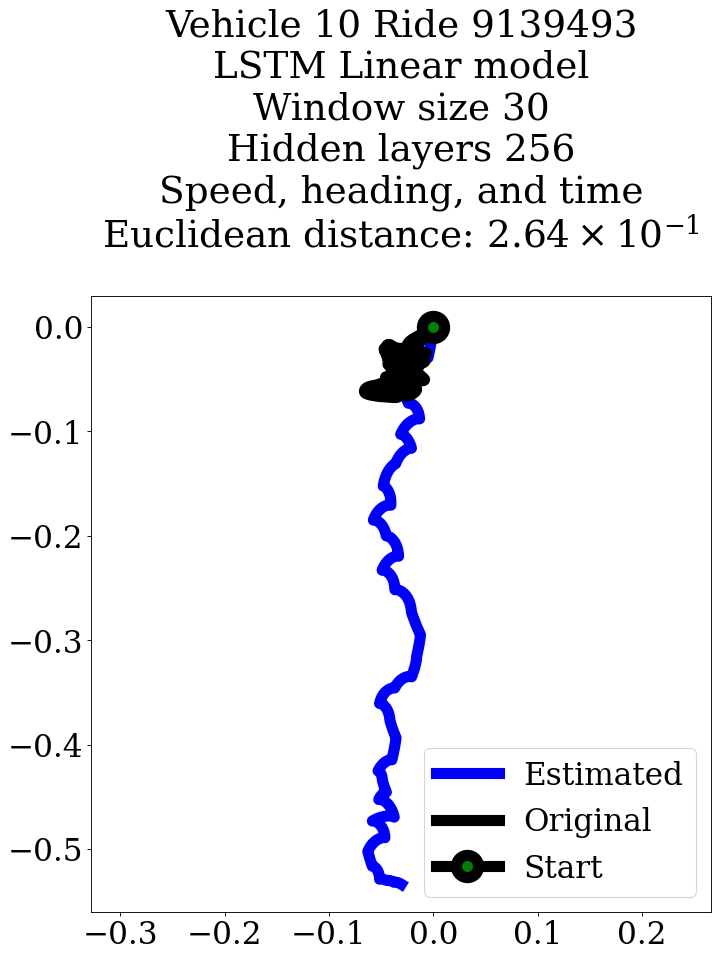 Vehicle 10 Ride 9139493
LSTM Linear model
Window size 30
Hidden layers 256
Speed, heading, and time
Euclidean distance: 2.64 × 10⁻¹
0.0
−0.1
−0.2
−0.3
−0.4
−0.5
Estimated
Original
Start
−0.3 −0.2 −0.1 0.0 0.1 0.2